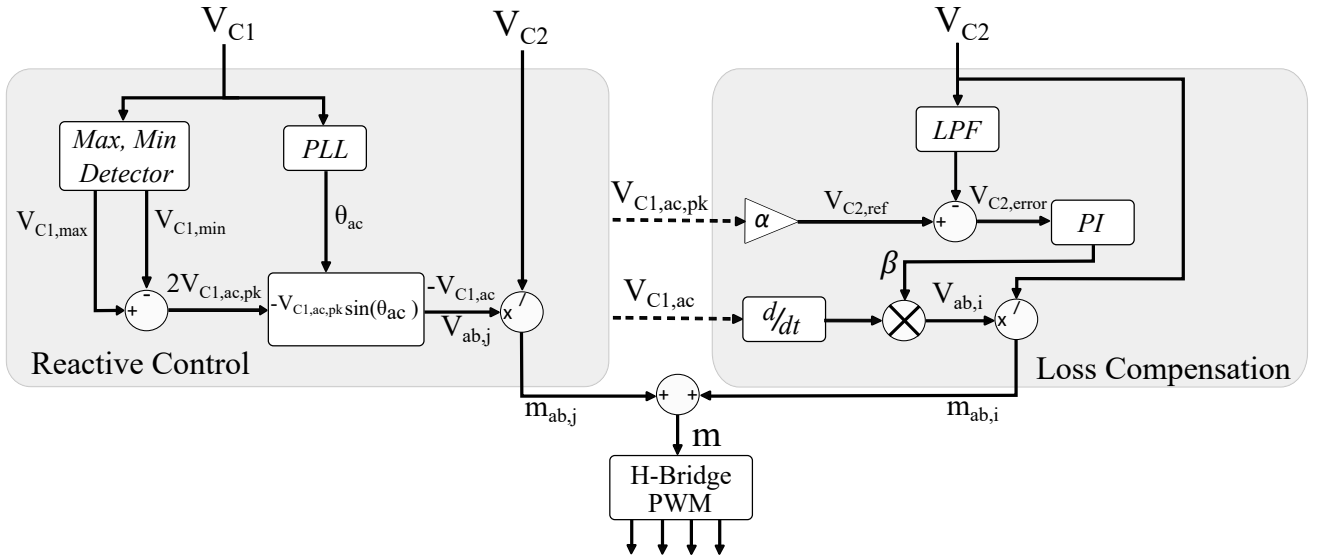 V_C1
V_C2
V_C2
Max, Min
Detector
PLL
LPF
V_C1,max
V_C1,min
θ_ac
V_C1,ac,pk
α
V_C2,ref
+
-
V_C2,error
PI
β
+
-
2V_C1,ac,pk
-V_C1,ac,pk sin(θ_ac )
-V_C1,ac
V_ab,j
x
/
V_C1,ac
d/dt
V_ab,i
x
/
Reactive Control
Loss Compensation
m_ab,j
+
+
m_ab,i
m
H-Bridge
PWM